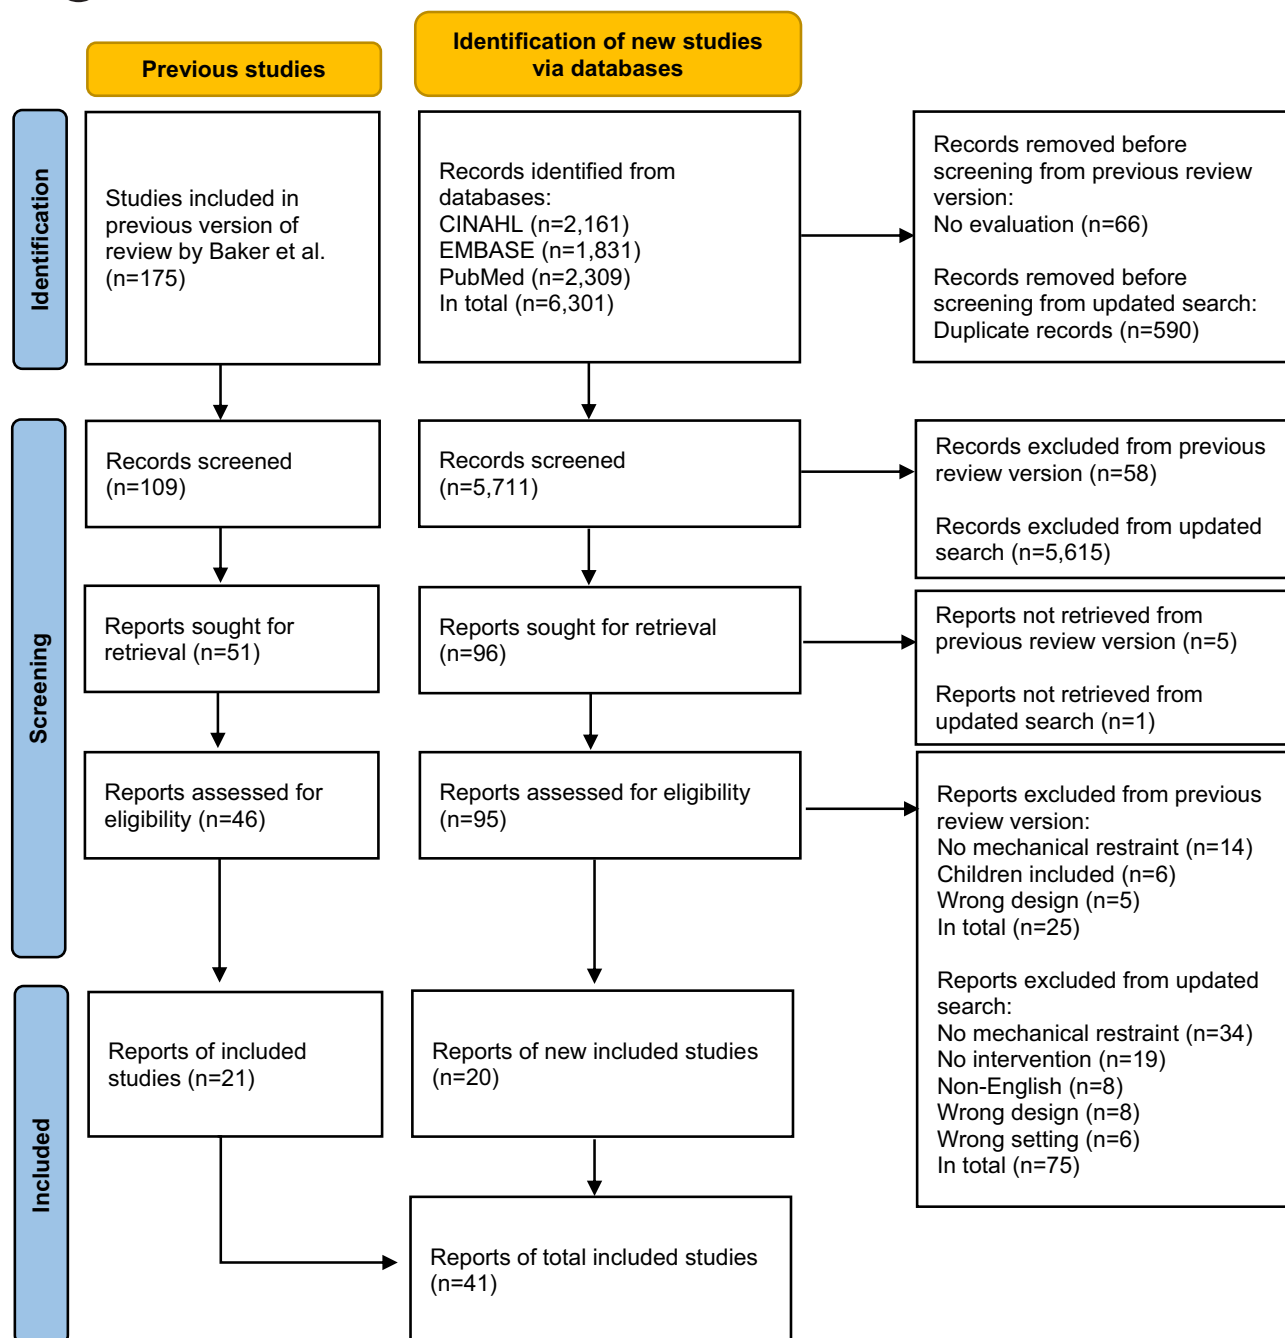 Previous studies
Identification of new studies
via databases
Identification
Studies included in
previous version of
review by Baker et al.
(n=175)
Records identified from
databases:
CINAHL (n=2,161)
EMBASE (n=1,831)
PubMed (n=2,309)
In total (n=6,301)
Records removed before
screening from previous review
version:
No evaluation (n=66)
Records removed before
screening from updated search:
Duplicate records (n=590)
Screening
Records screened
(n=109)
Records screened
(n=5,711)
Records excluded from previous
review version (n=58)
Records excluded from updated
search (n=5,615)
Reports sought for
retrieval (n=51)
Reports sought for retrieval
(n=96)
Reports not retrieved from
previous review version (n=5)
Reports not retrieved from
updated search (n=1)
Reports assessed for
eligibility (n=46)
Reports assessed for eligibility
(n=95)
Reports excluded from previous
review version:
No mechanical restraint (n=14)
Children included (n=6)
Wrong design (n=5)
In total (n=25)
Reports excluded from updated
search:
No mechanical restraint (n=34)
No intervention (n=19)
Non-English (n=8)
Wrong design (n=8)
Wrong setting (n=6)
In total (n=75)
Included
Reports of included
studies (n=21)
Reports of new included studies
(n=20)
Reports of total included studies
(n=41)